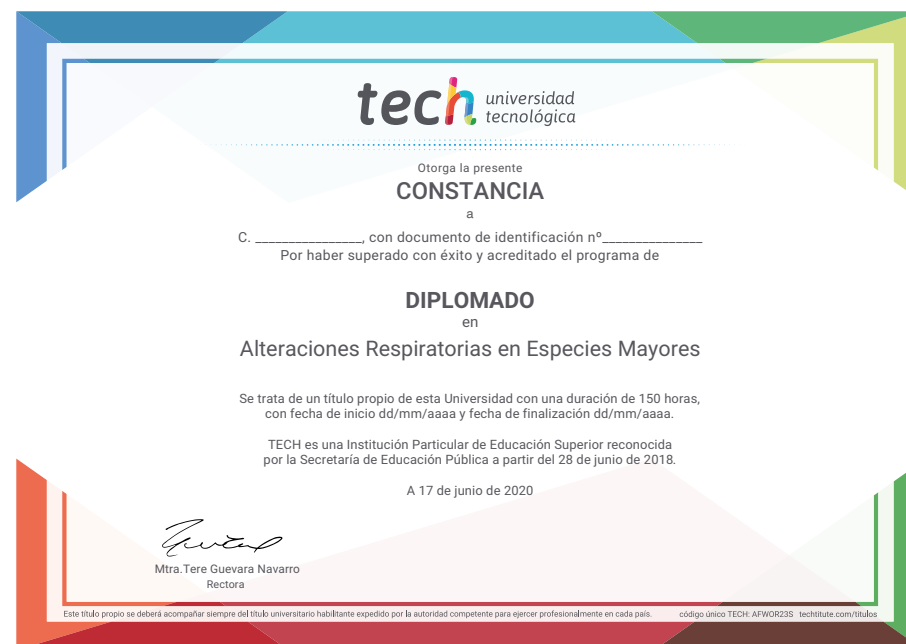 tech universidad
tecnológica
Otorga la presente
CONSTANCIA
a
C. ________________, con documento de identificación nº_______________
Por haber superado con éxito y acreditado el programa de
DIPLOMADO
en
Alteraciones Respiratorias en Especies Mayores
Se trata de un título propio de esta Universidad con una duración de 150 horas,
con fecha de inicio dd/mm/aaaa y fecha de finalización dd/mm/aaaa.
TECH es una Institución Particular de Educación Superior reconocida
por la Secretaría de Educación Pública a partir del 28 de junio de 2018.
A 17 de junio de 2020
Mtra.Tere Guevara Navarro
Rectora
Este título propio se deberá acompañar siempre del título universitario habilitante expedido por la autoridad competente para ejercer profesionalmente en cada país. código único TECH: AFWOR23S techtitute.com/títulos